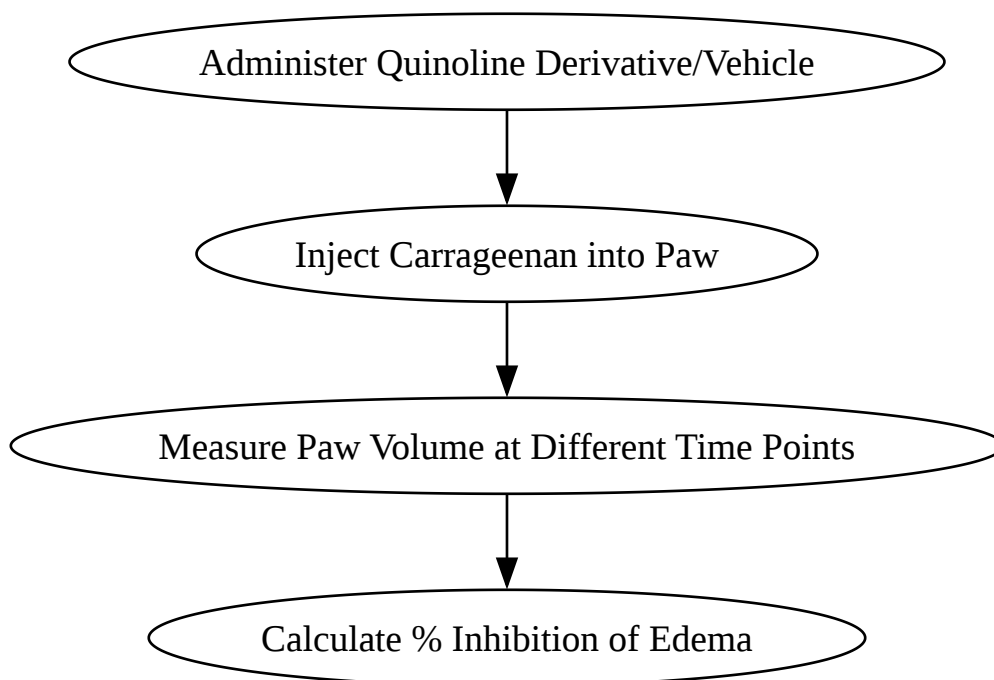 Administer Quinoline Derivative/Vehicle
Inject Carrageenan into Paw
Measure Paw Volume at Different Time Points
Calculate % Inhibition of Edema